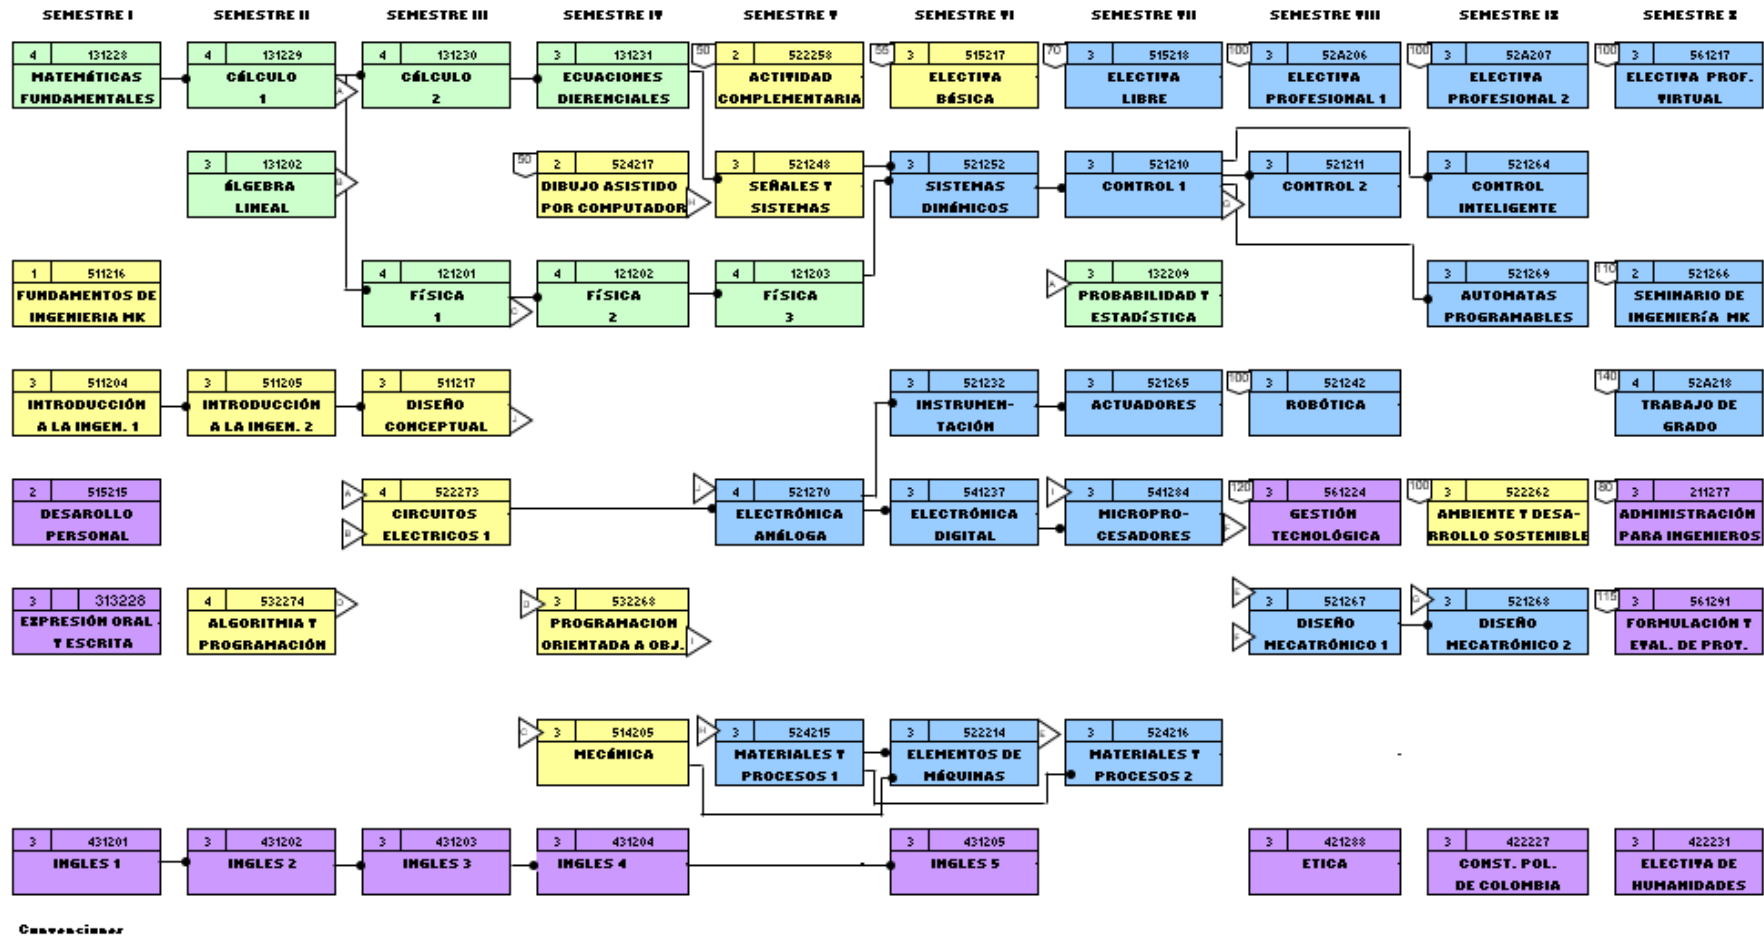 SEMESTRE I SEMESTRE II SEMESTRE III SEMESTRE IV SEMESTRE V SEMESTRE VI SEMESTRE VII SEMESTRE VIII SEMESTRE IX SEMESTRE X
4 131228 4 131229 4 131230 3 131231 50 2 522258 55 3 515217 70 3 515218 100 3 52A206 100 3 52A207 100 3 561217
MATEMÁTICAS CÁLCULO CÁLCULO ECUACIONES ACTIVIDAD ELECTIVA ELECTIVA ELECTIVA ELECTIVA ELECTIVA PROF.
FUNDAMENTALES 1 A 2 DIERENCIALES COMPLEMENTARIA BÁSICA LIBRE PROFESIONAL 1 PROFESIONAL 2 VIRTUAL
3 131202 50 2 524217 3 521248 3 521252 3 521210 3 521211 3 521264
ÁLGEBRA B DIBUJO ASISTIDO SEÑALES Y SISTEMAS CONTROL 1 CONTROL 2 CONTROL
LINEAL POR COMPUTADOR H SISTEMAS DINÁMICOS G INTELIGENTE
1 511216 4 121201 4 121202 4 121203 A 3 132209 3 521269 110 2 521266
FUNDAMENTOS DE FÍSICA FÍSICA FÍSICA PROBABILIDAD Y AUTOMATAS SEMINARIO DE
INGENIERIA MK 1 C 2 3 ESTADÍSTICA PROGRAMABLES INGENIERÍA MK
3 511204 3 511205 3 511217 3 521232 3 521265 100 3 521242 140 4 52A218
INTRODUCCIÓN INTRODUCCIÓN DISEÑO INSTRUMEN- ACTUADORES ROBÓTICA TRABAJO DE
A LA INGEN. 1 A LA INGEN. 2 CONCEPTUAL J TACIÓN GRADO
2 515215 A 4 522273 J 4 521270 3 541237 I 3 541284 120 3 561224 100 3 522262 80 3 211277
DESAROLLO CIRCUITOS ELECTRÓNICA ELECTRÓNICA MICROPRO- GESTIÓN AMBIENTE Y DESA- ADMINISTRACIÓN
PERSONAL B ELECTRICOS 1 ANÁLOGA DIGITAL CESADORES F TECNOLÓGICA RROLLO SOSTENIBLE PARA INGENIEROS
3 313228 4 532274 D D 3 532268 E 3 521267 G 3 521268 115 3 561291
EXPRESIÓN ORAL ALGORITMIA Y PROGRAMACION DISEÑO DISEÑO FORMULACIÓN Y
Y ESCRITA PROGRAMACIÓN ORIENTADA A OBJ. I F MECATRÓNICO 1 MECATRÓNICO 2 EVAL. DE PROY.
C 3 514205 H 3 524215 3 522214 E 3 524216
MECÁNICA MATERIALES Y ELEMENTOS DE MATERIALES Y
PROCESOS 1 MÁQUINAS PROCESOS 2
3 431201 3 431202 3 431203 3 431204 3 431205 3 421288 3 422227 3 422231
INGLES 1 INGLES 2 INGLES 3 INGLES 4 INGLES 5 ETICA CONST. POL. ELECTIVA DE
DE COLOMBIA HUMANIDADES
Convenciones